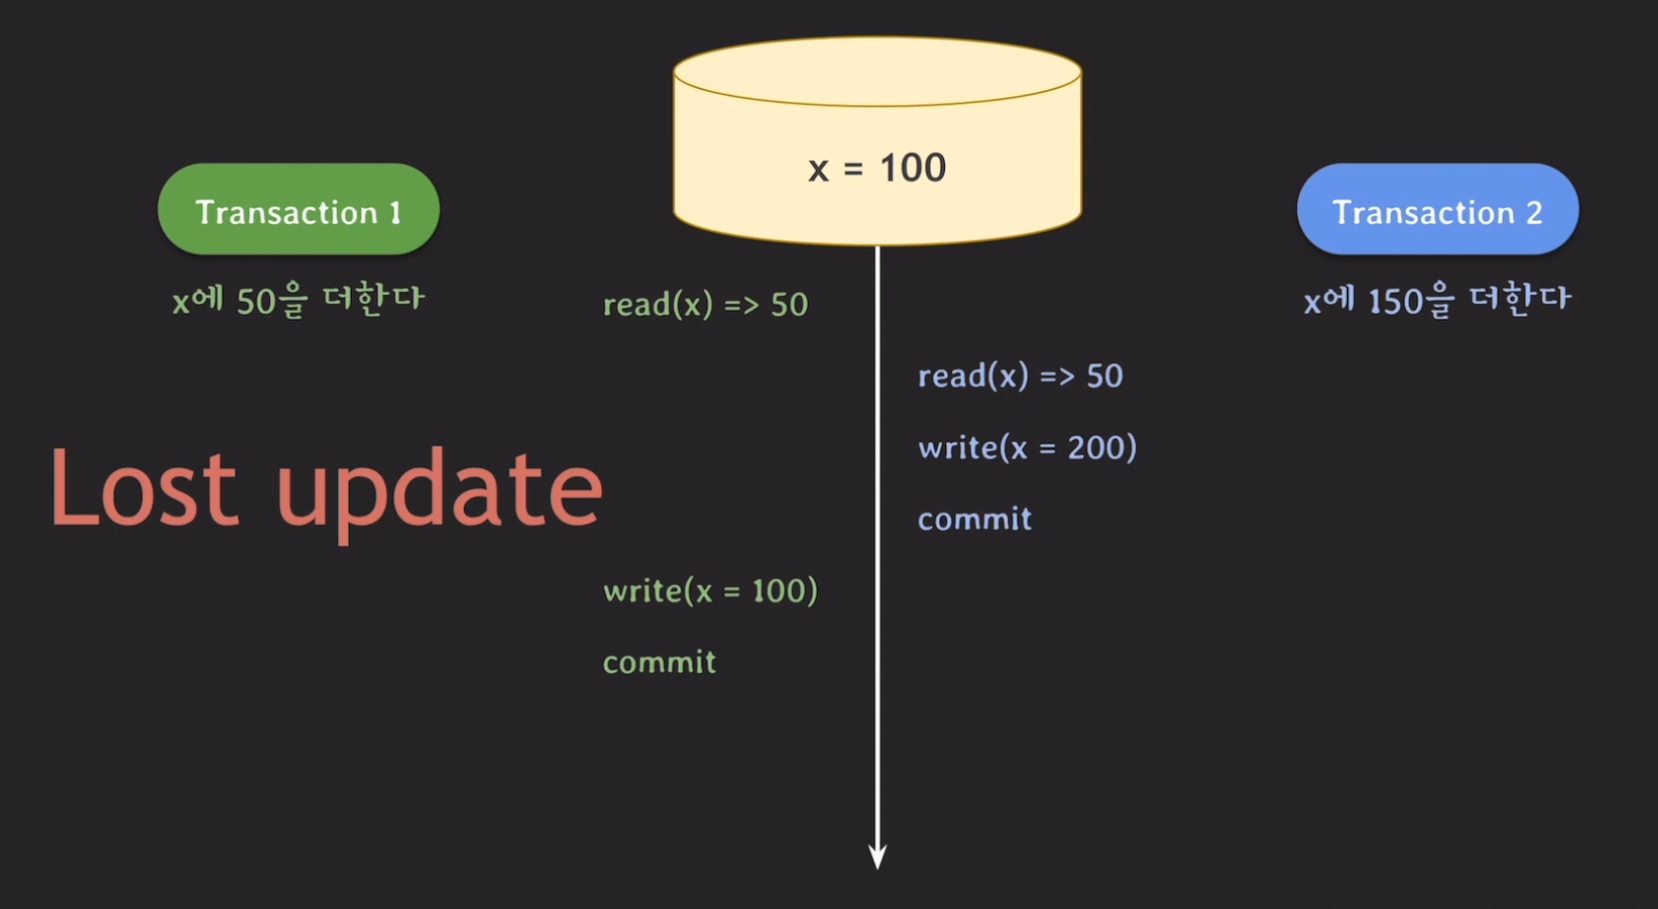 x = 100
Transaction 1
x에 50을 더한다
Transaction 2
x에 150을 더한다
read(x) => 50
read(x) => 50
write(x = 200)
commit
Lost update
write(x = 100)
commit